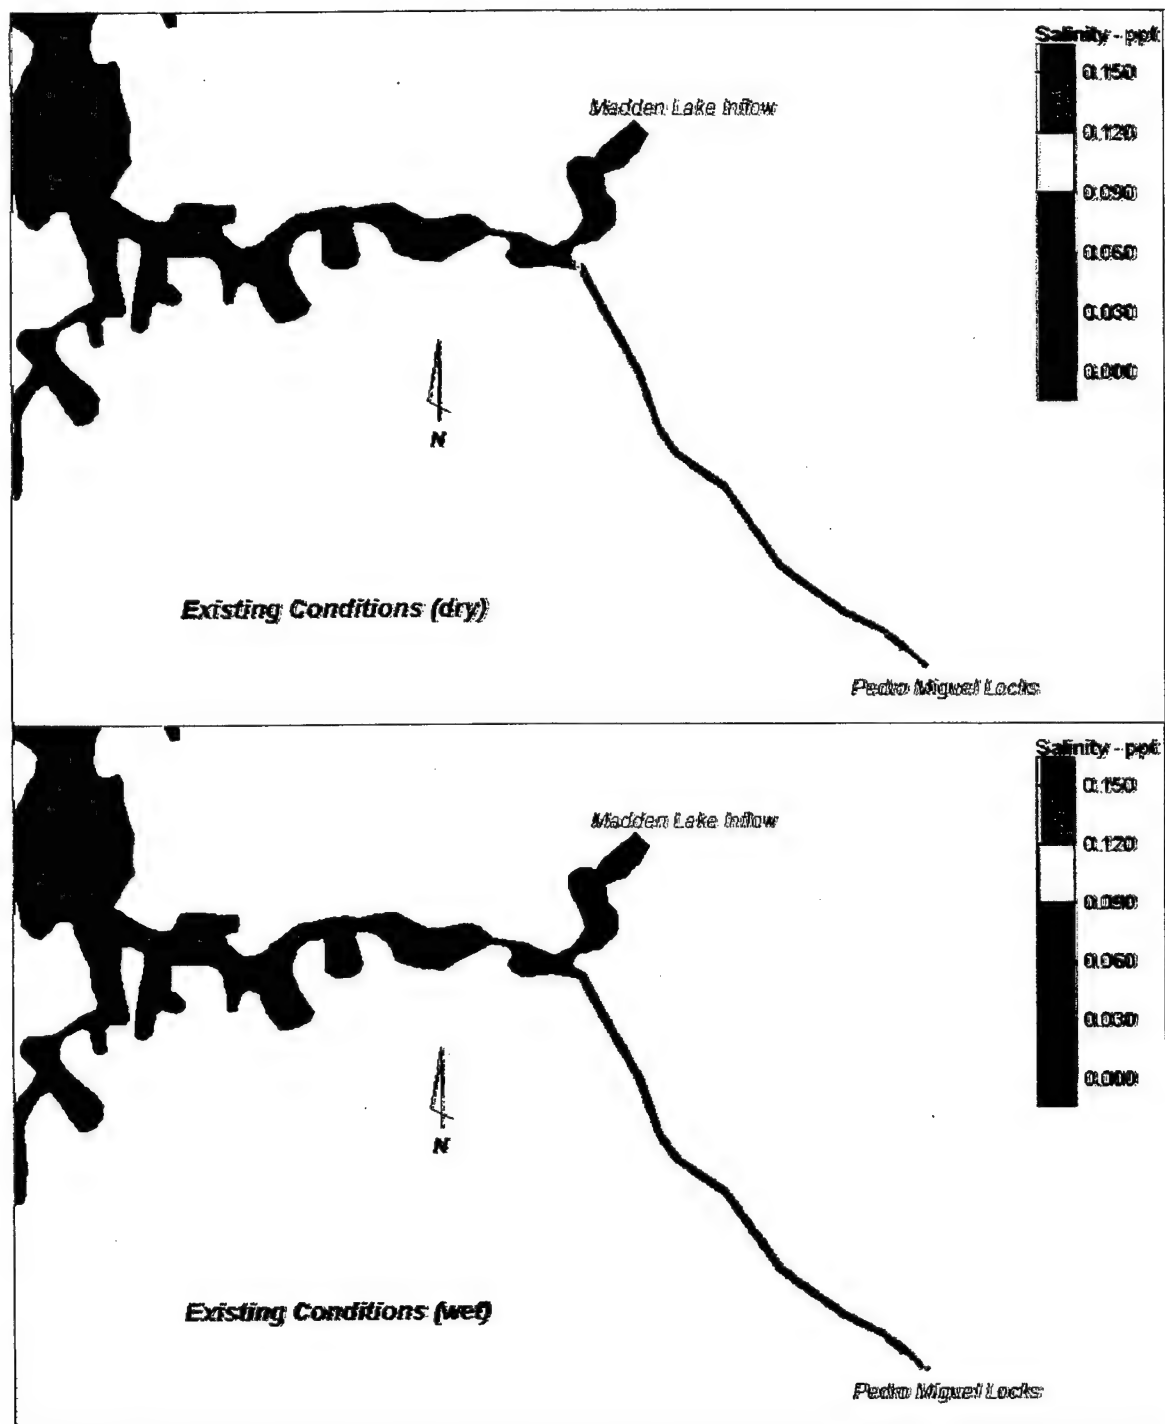 Salinity - ppt
0.150
Madden Lake Inflow
0.120
0.090
0.060
0.030
0.000
N
Existing Conditions (dry)
Pedro Miguel Locks
Salinity - ppt
0.150
Madden Lake Inflow
0.120
0.090
0.060
0.030
0.000
N
Existing Conditions (wet)
Pedro Miguel Locks